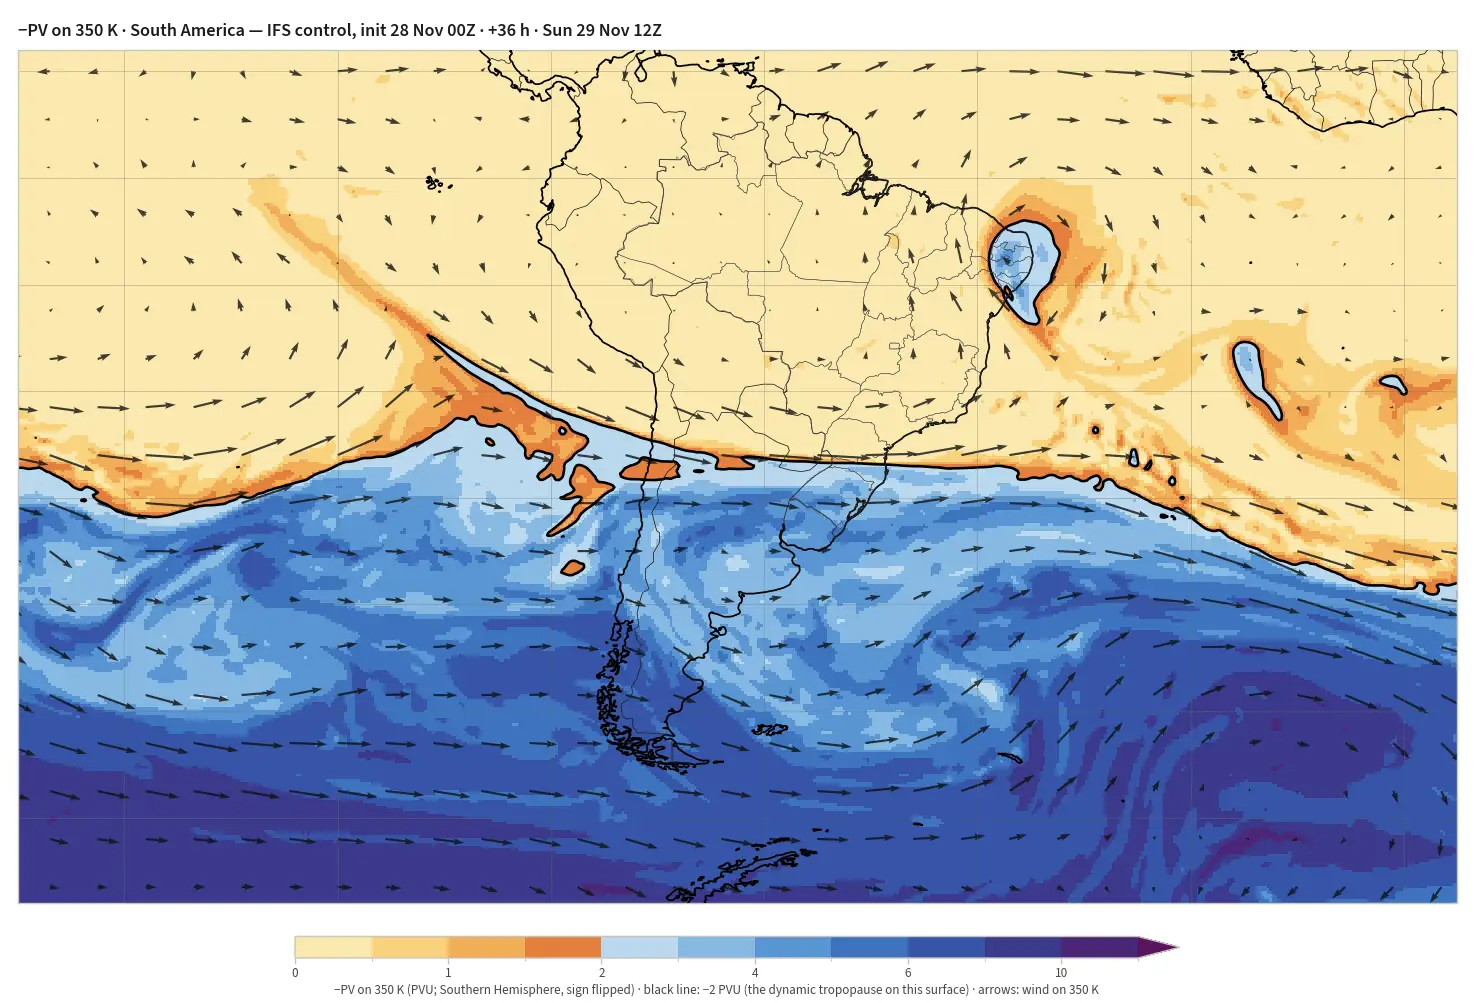 −PV on 350 K · South America — IFS control, init 28 Nov 00Z · +36 h · Sun 29 Nov 12Z
0 1 2 4 6 10
−PV on 350 K (PVU; Southern Hemisphere, sign flipped) · black line: −2 PVU (the dynamic tropopause on this surface) · arrows: wind on 350 K